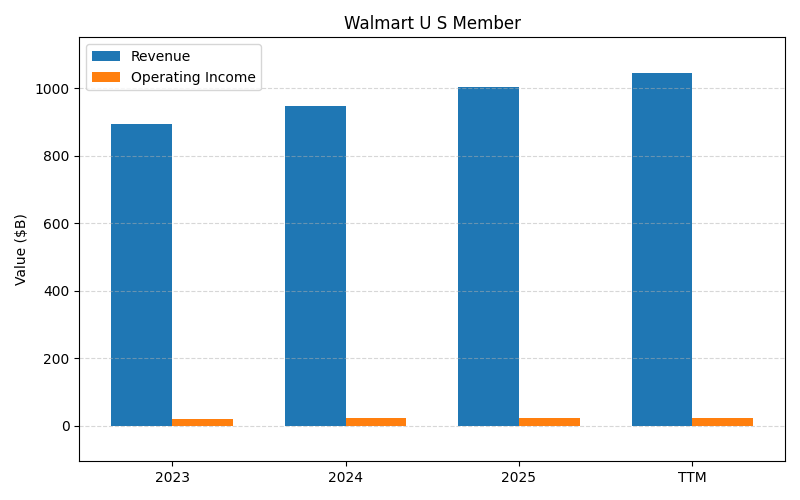 Walmart U S Member
Revenue
Operating Income
Value ($B)
1000
800
600
400
200
0
2023 2024 2025 TTM